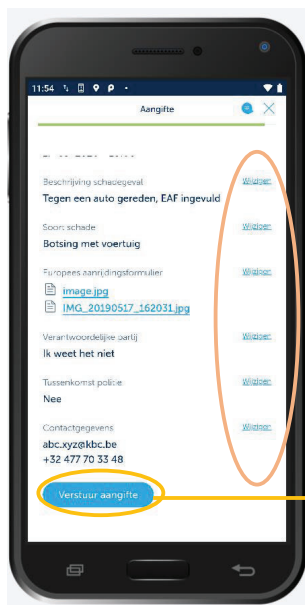 11:54
Aangifte
Beschrijving schadegeval Wijzigen
Tegen een auto gereden, EAF ingevuld
Soort schade Wijzigen
Botsing met voertuig
Europees aanrijdingsformulier Wijzigen
image.jpg
IMG_20190517_162031.jpg
Verantwoordelijke partij Wijzigen
Ik weet het niet
Tussenkomst politie Wijzigen
Nee
Contactgegevens Wijzigen
abc.xyz@kbc.be
+32 477 70 33 48
Verstuur aangifte